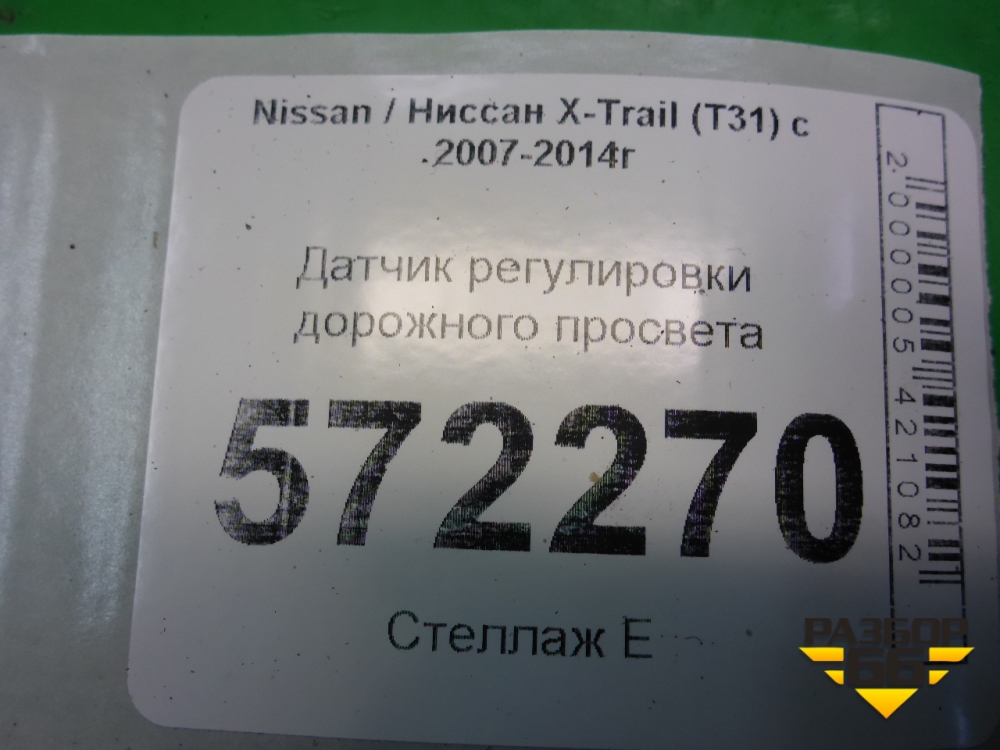 Nissan / Ниссан X-Trail (T31) с
.2007-2014г
Датчик регулировки
дорожного просвета
572270
Стеллаж Е
2000005421082
РАЗБОР
66